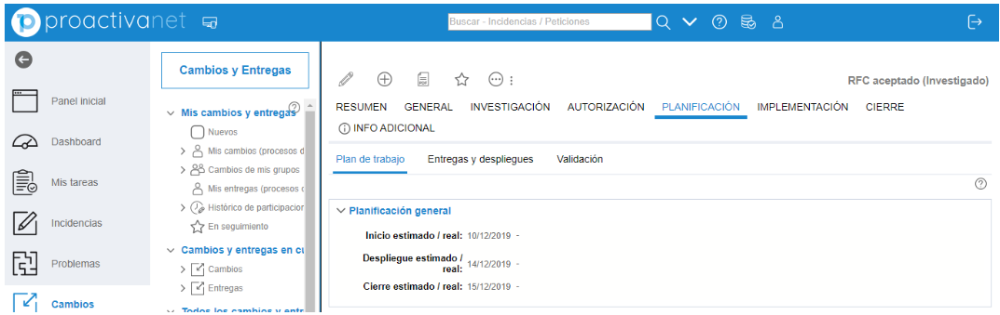 proactivanet
Buscar - Incidencias / Peticiones
Panel inicial
Dashboard
Mis tareas
Incidencias
Problemas
Cambios
Cambios y Entregas
Mis cambios y entregas
Nuevos
Mis cambios (procesos d
Cambios de mis grupos
Mis entregas (procesos
Histórico de participacior
En seguimiento
Cambios y entregas en cu
Cambios
Entregas
Todos los cambios y entr
PDF
RFC aceptado (Investigado)
RESUMEN GENERAL INVESTIGACIÓN AUTORIZACIÓN PLANIFICACIÓN IMPLEMENTACIÓN CIERRE
INFO ADICIONAL
Plan de trabajo Entregas y despliegues Validación
Planificación general
Inicio estimado / real: 10/12/2019 -
Despliegue estimado /
real: 14/12/2019 -
Cierre estimado / real: 15/12/2019 -